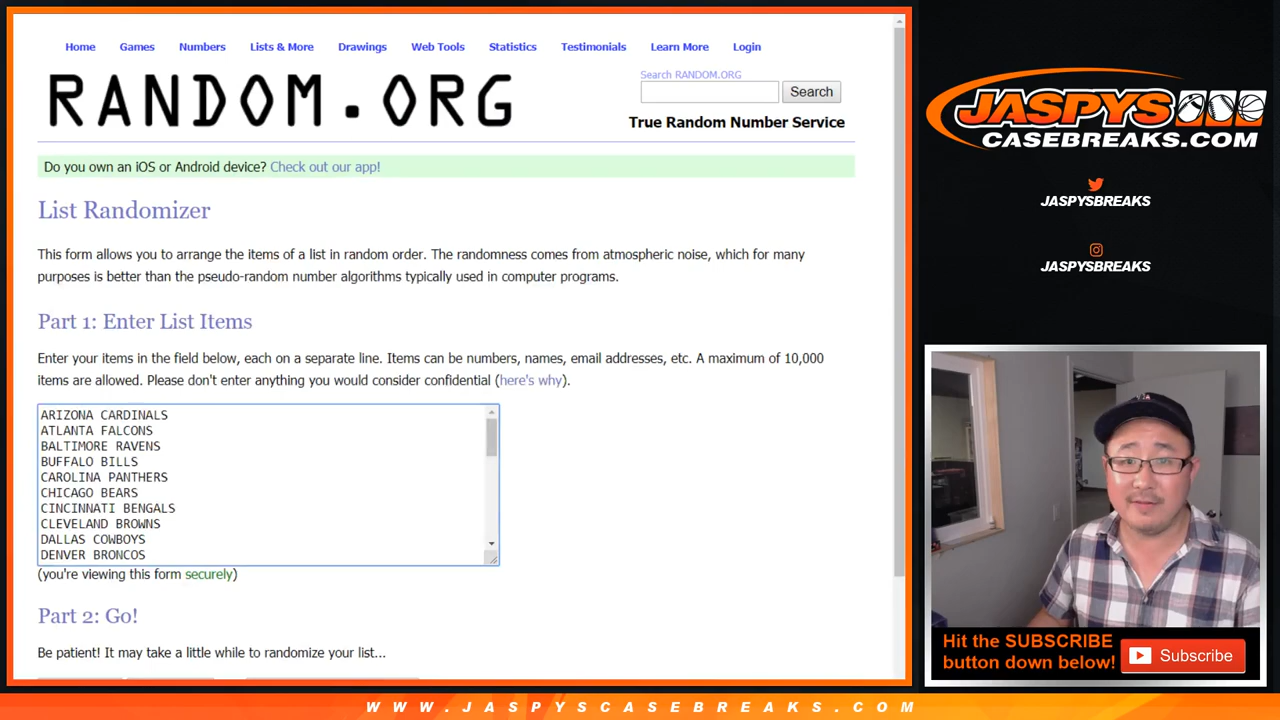 Home Games Numbers Lists & More Drawings Web Tools Statistics Testimonials Learn More Login
RANDOM.ORG
Search RANDOM.ORG
Search
True Random Number Service
Do you own an iOS or Android device? Check out our app!
List Randomizer
This form allows you to arrange the items of a list in random order. The randomness comes from atmospheric noise, which for many
purposes is better than the pseudo-random number algorithms typically used in computer programs.
Part 1: Enter List Items
Enter your items in the field below, each on a separate line. Items can be numbers, names, email addresses, etc. A maximum of 10,000
items are allowed. Please don't enter anything you would consider confidential (here's why).
ARIZONA CARDINALS
ATLANTA FALCONS
BALTIMORE RAVENS
BUFFALO BILLS
CAROLINA PANTHERS
CHICAGO BEARS
CINCINNATI BENGALS
CLEVELAND BROWNS
DALLAS COWBOYS
DENVER BRONCOS
(you're viewing this form securely)
Part 2: Go!
Be patient! It may take a little while to randomize your list...
JASPYS
CASEBREAKS.COM
JASPYSBREAKS
JASPYSBREAKS
Hit the SUBSCRIBE
button down below!
Subscribe
WWW.JASPYSCASEBREAKS.COM